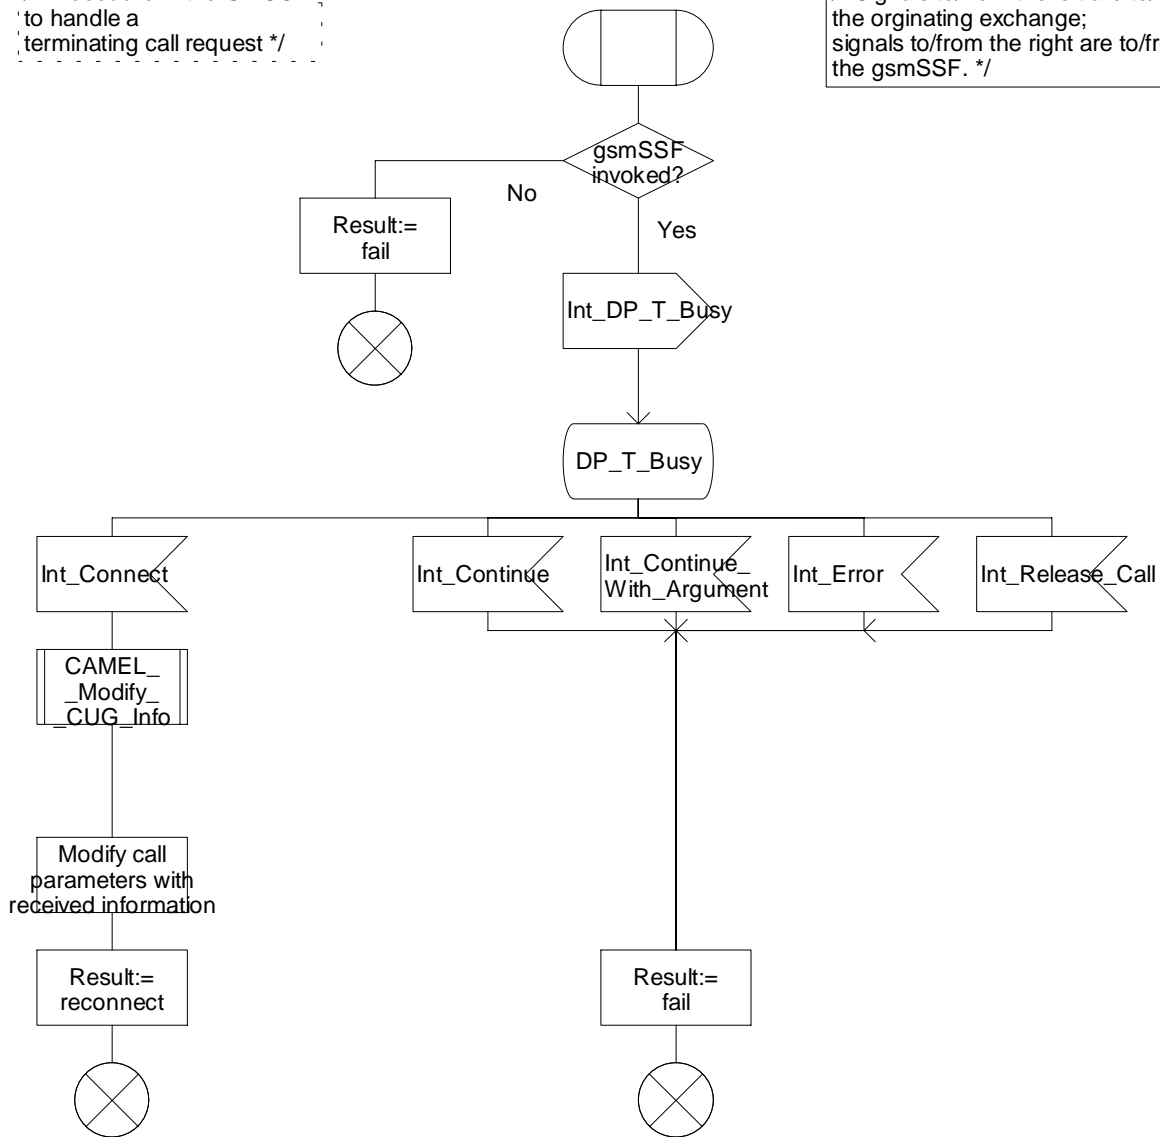 to handle a
terminating call request */
the orginating exchange;
signals to/from the right are to/fr
the gsmSSF. */
gsmSSF
invoked?
No
Yes
Result:=
fail
Int_DP_T_Busy
DP_T_Busy
Int_Connect
Int_Continue
Int_Continue_
With_Argument
Int_Error
Int_Release_Call
CAMEL_
_Modify_
_CUG_Info
Modify call
parameters with
received information
Result:=
reconnect
Result:=
fail